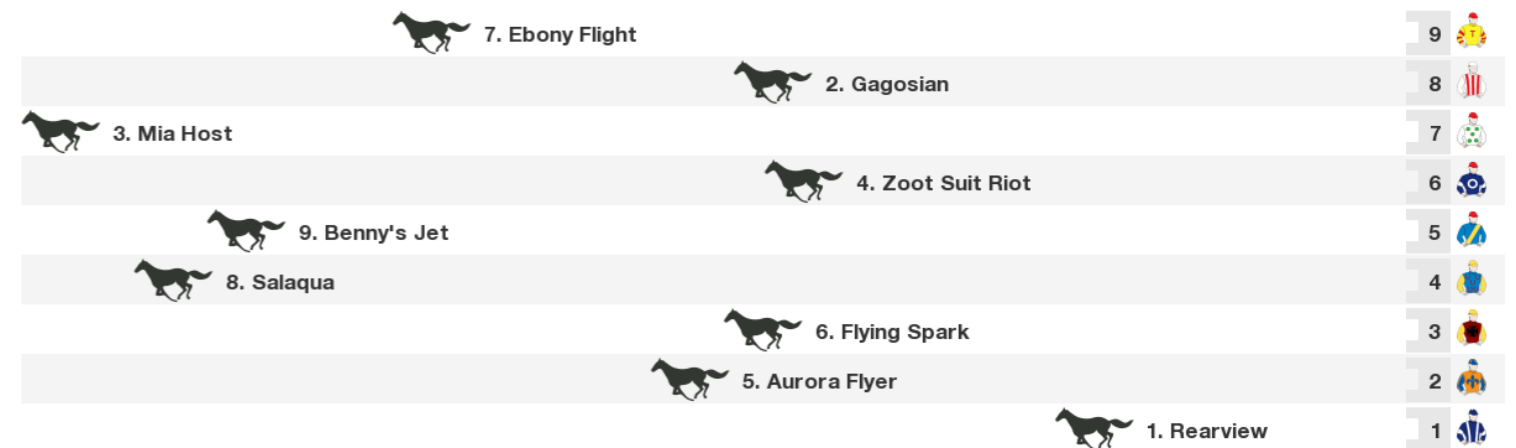 7. Ebony Flight 9
2. Gagosian 8
3. Mia Host 7
4. Zoot Suit Riot 6
9. Benny's Jet 5
8. Salaqua 4
6. Flying Spark 3
5. Aurora Flyer 2
1. Rearview 1